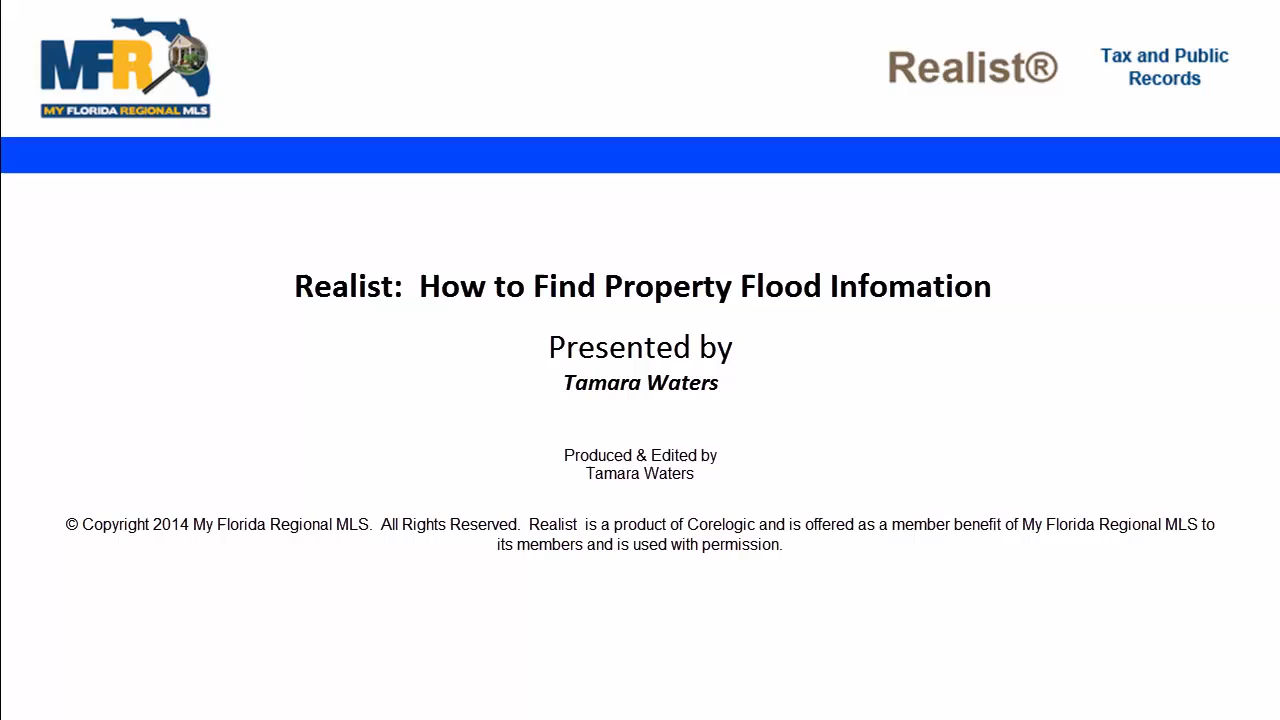 MFR
MY FLORIDA REGIONAL MLS
Realist®
Tax and Public
Records
Realist:  How to Find Property Flood Infomation
Presented by
Tamara Waters
Produced & Edited by
Tamara Waters
© Copyright 2014 My Florida Regional MLS.  All Rights Reserved.  Realist  is a product of Corelogic and is offered as a member benefit of My Florida Regional MLS to
its members and is used with permission.